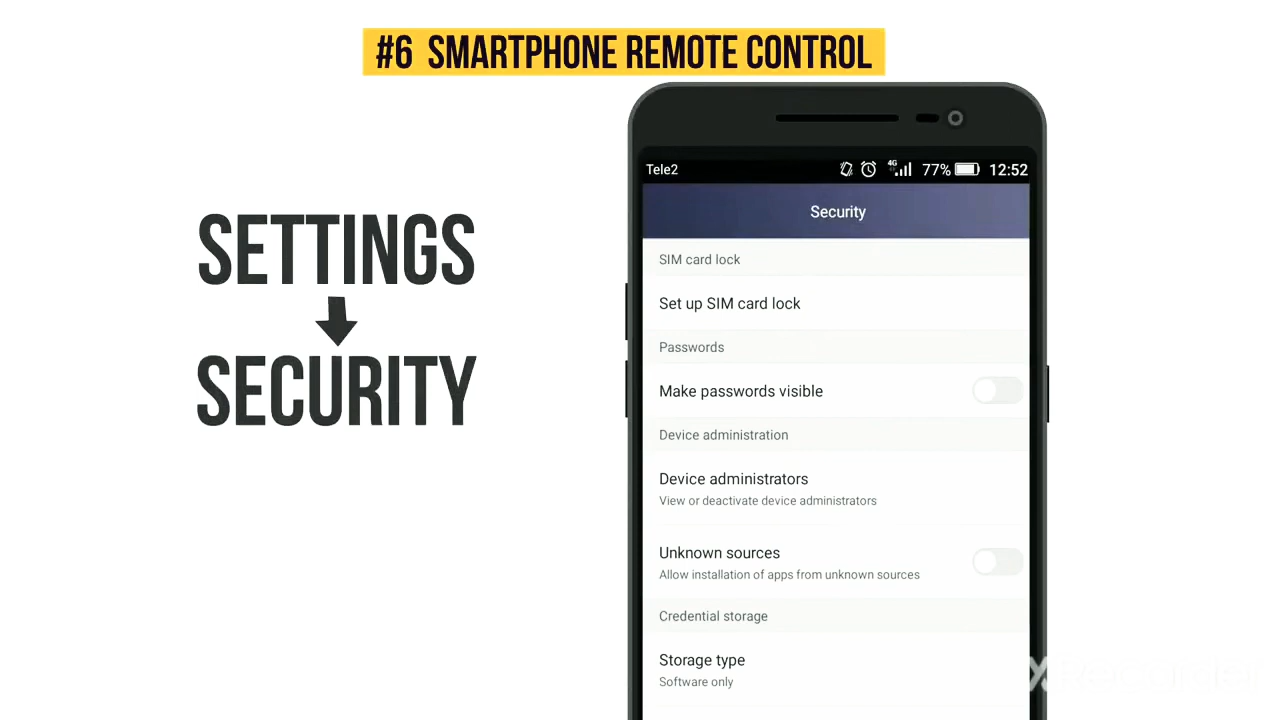 #6 SMARTPHONE REMOTE CONTROL
SETTINGS
SECURITY
Tele2 4G 77% 12:52
Security
SIM card lock
Set up SIM card lock
Passwords
Make passwords visible
Device administration
Device administrators
View or deactivate device administrators
Unknown sources
Allow installation of apps from unknown sources
Credential storage
Storage type
Software only
XRecorder